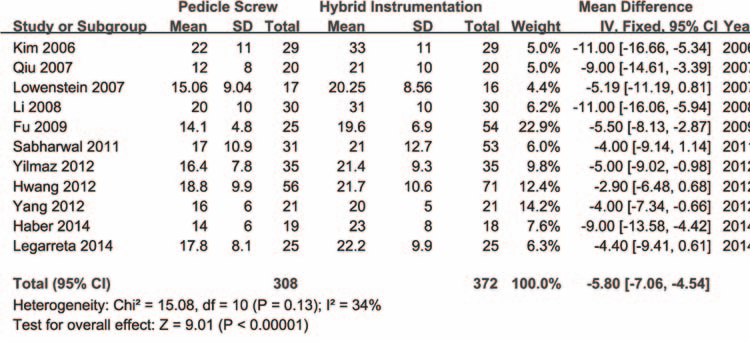 Pedicle Screw Hybrid Instrumentation Mean Difference
Study or Subgroup Mean SD Total Mean SD Total Weight IV, Fixed, 95% CI Year
Kim 2006 22 11 29 33 11 29 5.0% -11.00 [-16.66, -5.34] 2006
Qiu 2007 12 8 20 21 10 20 5.0% -9.00 [-14.61, -3.39] 2007
Lowenstein 2007 15.06 9.04 17 20.25 8.56 16 4.4% -5.19 [-11.19, 0.81] 2007
Li 2008 20 10 30 31 10 30 6.2% -11.00 [-16.06, -5.94] 2008
Fu 2009 14.1 4.8 25 19.6 6.9 54 22.9% -5.50 [-8.13, -2.87] 2009
Sabharwal 2011 17 10.9 31 21 12.7 53 6.0% -4.00 [-9.14, 1.14] 2011
Yilmaz 2012 16.4 7.8 35 21.4 9.3 35 9.8% -5.00 [-9.02, -0.98] 2012
Hwang 2012 18.8 9.9 56 21.7 10.6 71 12.4% -2.90 [-6.48, 0.68] 2012
Yang 2012 16 6 21 20 5 21 14.2% -4.00 [-7.34, -0.66] 2012
Haber 2014 14 6 19 23 8 18 7.6% -9.00 [-13.58, -4.42] 2014
Legarreta 2014 17.8 8.1 25 22.2 9.9 25 6.3% -4.40 [-9.41, 0.61] 2014
Total (95% CI) 308 372 100.0% -5.80 [-7.06, -4.54]
Heterogeneity: Chi² = 15.08, df = 10 (P = 0.13); I² = 34%
Test for overall effect: Z = 9.01 (P < 0.00001)